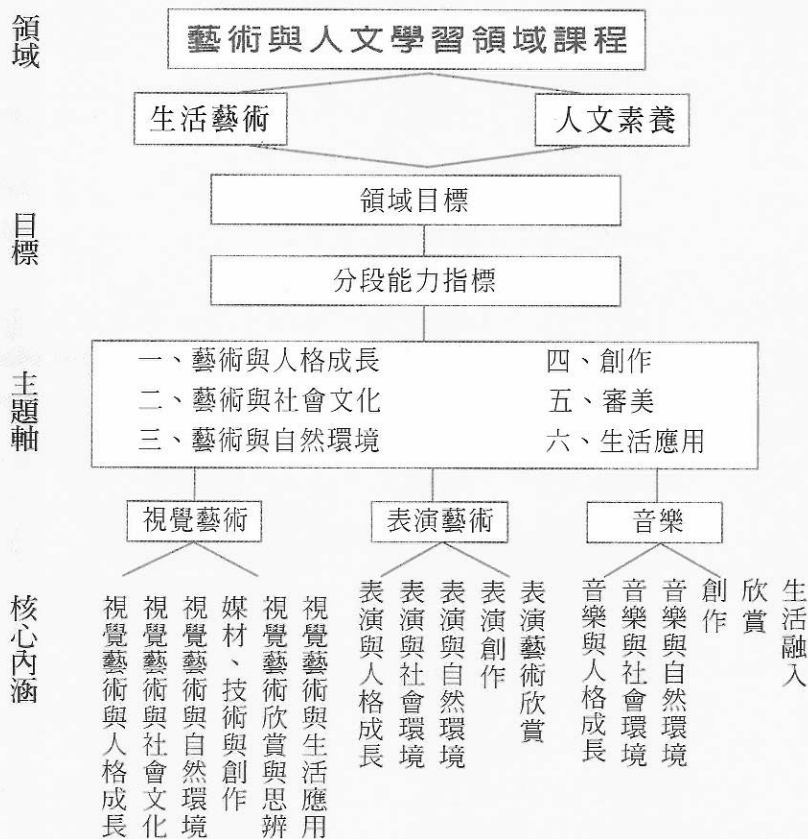 領域
藝術與人文學習領域課程
生活藝術
人文素養
目標
領域目標
分段能力指標
主題軸
一、藝術與人格成長
二、藝術與社會文化
三、藝術與自然環境
四、創作
五、審美
六、生活應用
核心內涵
視覺藝術
視覺藝術與人格成長
視覺藝術與社會文化
視覺藝術與自然環境
媒材、技術與創作
視覺藝術欣賞與思辨
視覺藝術與生活應用
表演藝術
表演與人格成長
表演與社會環境
表演與自然環境
表演創作
表演藝術欣賞
音樂
音樂與人格成長
音樂與社會環境
音樂與自然環境
創作
欣賞
生活融入